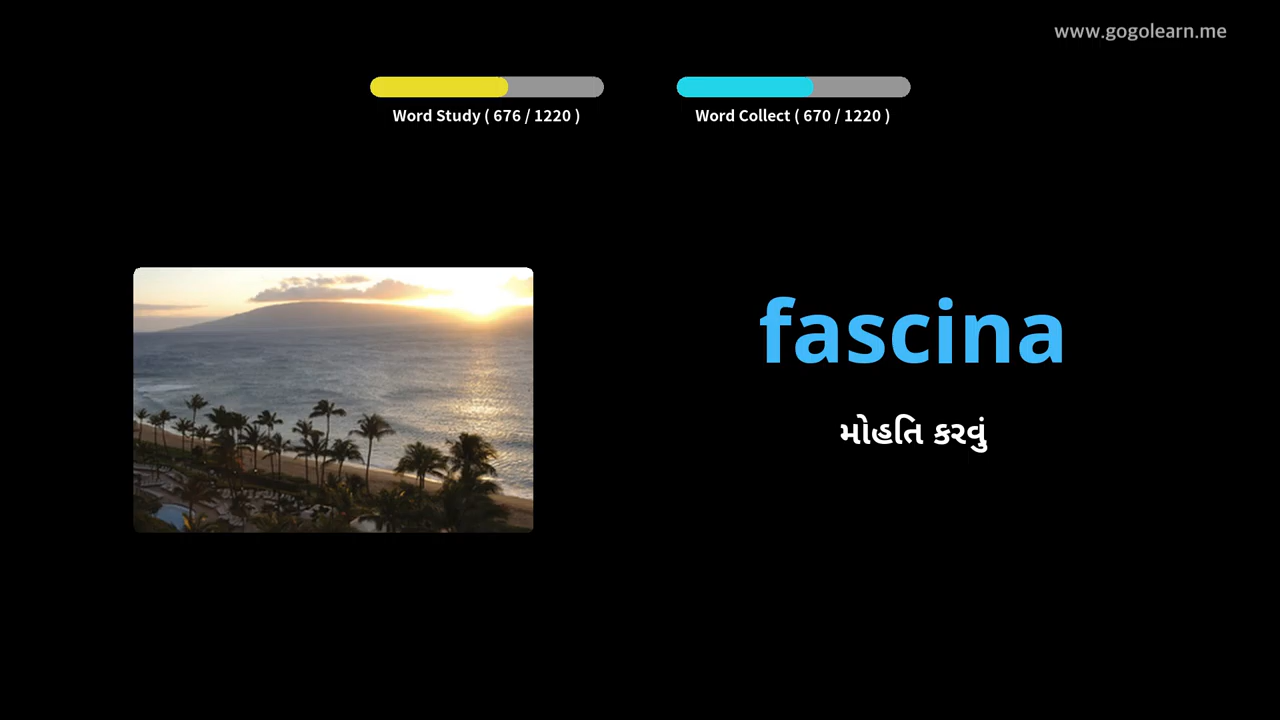 www.gogolearn.me
Word Study ( 676 / 1220 )
Word Collect ( 670 / 1220 )
fascina
મોહતિ કરવું